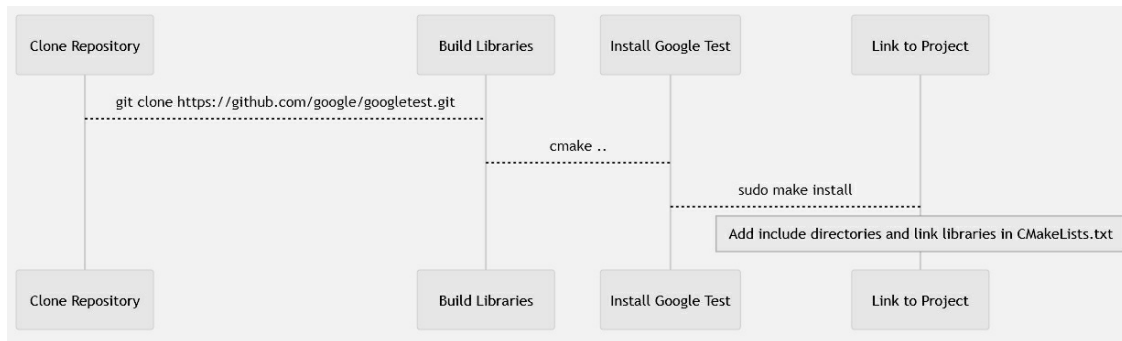 Clone Repository
Build Libraries
Install Google Test
Link to Project
git clone https://github.com/google/googletest.git
cmake ..
sudo make install
Add include directories and link libraries in CMakeLists.txt
Clone Repository
Build Libraries
Install Google Test
Link to Project